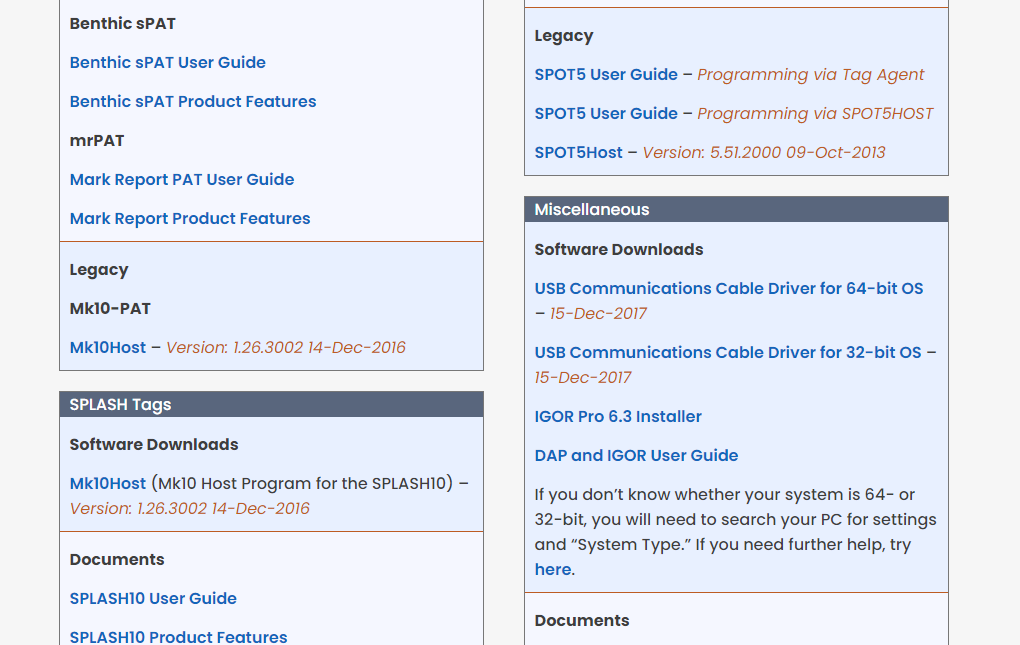 Benthic sPAT
Benthic sPAT User Guide
Benthic sPAT Product Features
mrPAT
Mark Report PAT User Guide
Mark Report Product Features
Legacy
Mk10-PAT
Mk10Host – Version: 1.26.3002 14-Dec-2016
SPLASH Tags
Software Downloads
Mk10Host (Mk10 Host Program for the SPLASH10) –
Version: 1.26.3002 14-Dec-2016
Documents
SPLASH10 User Guide
SPLASH10 Product Features
Legacy
SPOT5 User Guide – Programming via Tag Agent
SPOT5 User Guide – Programming via SPOT5HOST
SPOT5Host – Version: 5.51.2000 09-Oct-2013
Miscellaneous
Software Downloads
USB Communications Cable Driver for 64-bit OS
– 15-Dec-2017
USB Communications Cable Driver for 32-bit OS –
15-Dec-2017
IGOR Pro 6.3 Installer
DAP and IGOR User Guide
If you don’t know whether your system is 64- or
32-bit, you will need to search your PC for settings
and “System Type.” If you need further help, try
here.
Documents